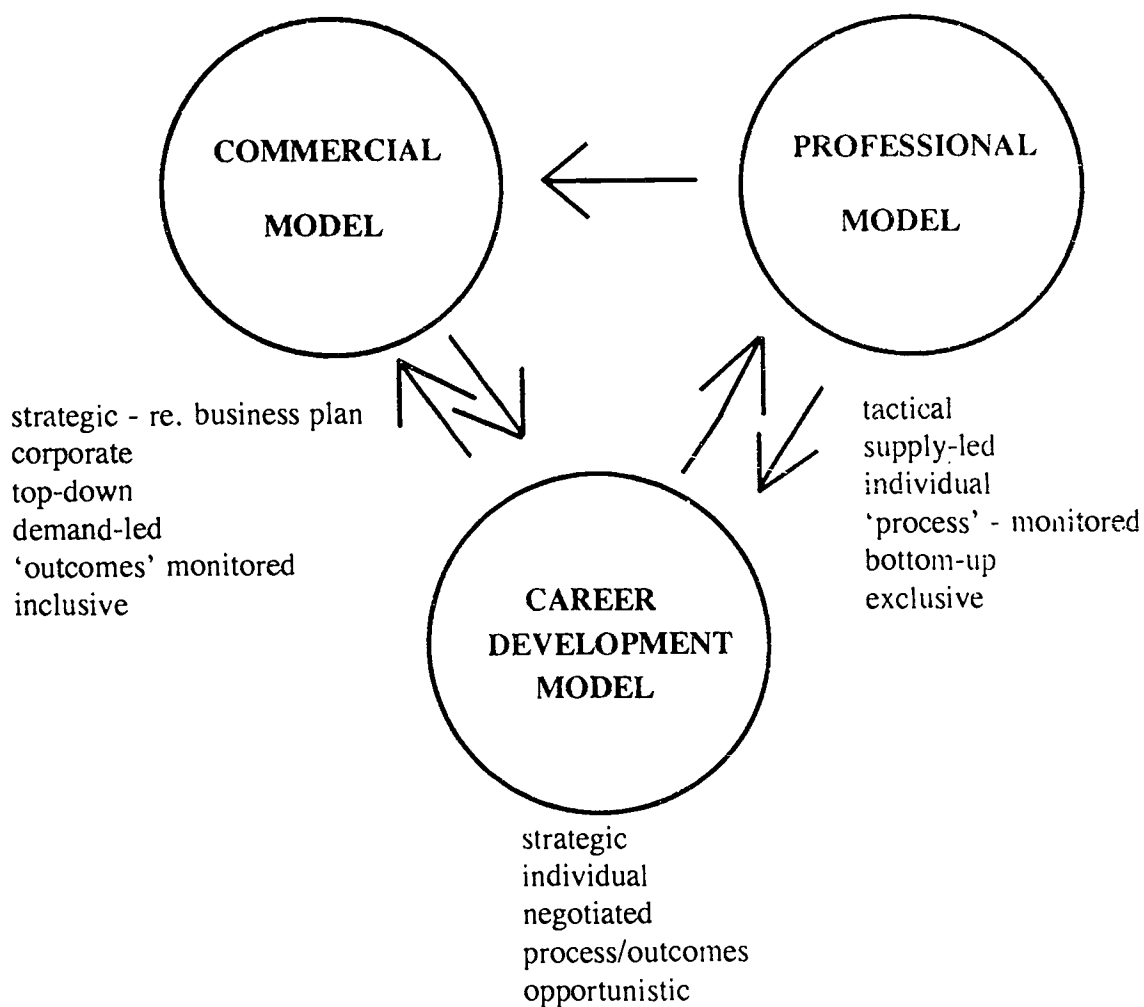 COMMERCIAL
MODEL
PROFESSIONAL
MODEL
strategic - re. business plan
corporate
top-down
demand-led
‘outcomes’ monitored
inclusive
tactical
supply-led
individual
‘process’ - monitored
bottom-up
exclusive
CAREER
DEVELOPMENT
MODEL
strategic
individual
negotiated
process/outcomes
opportunistic